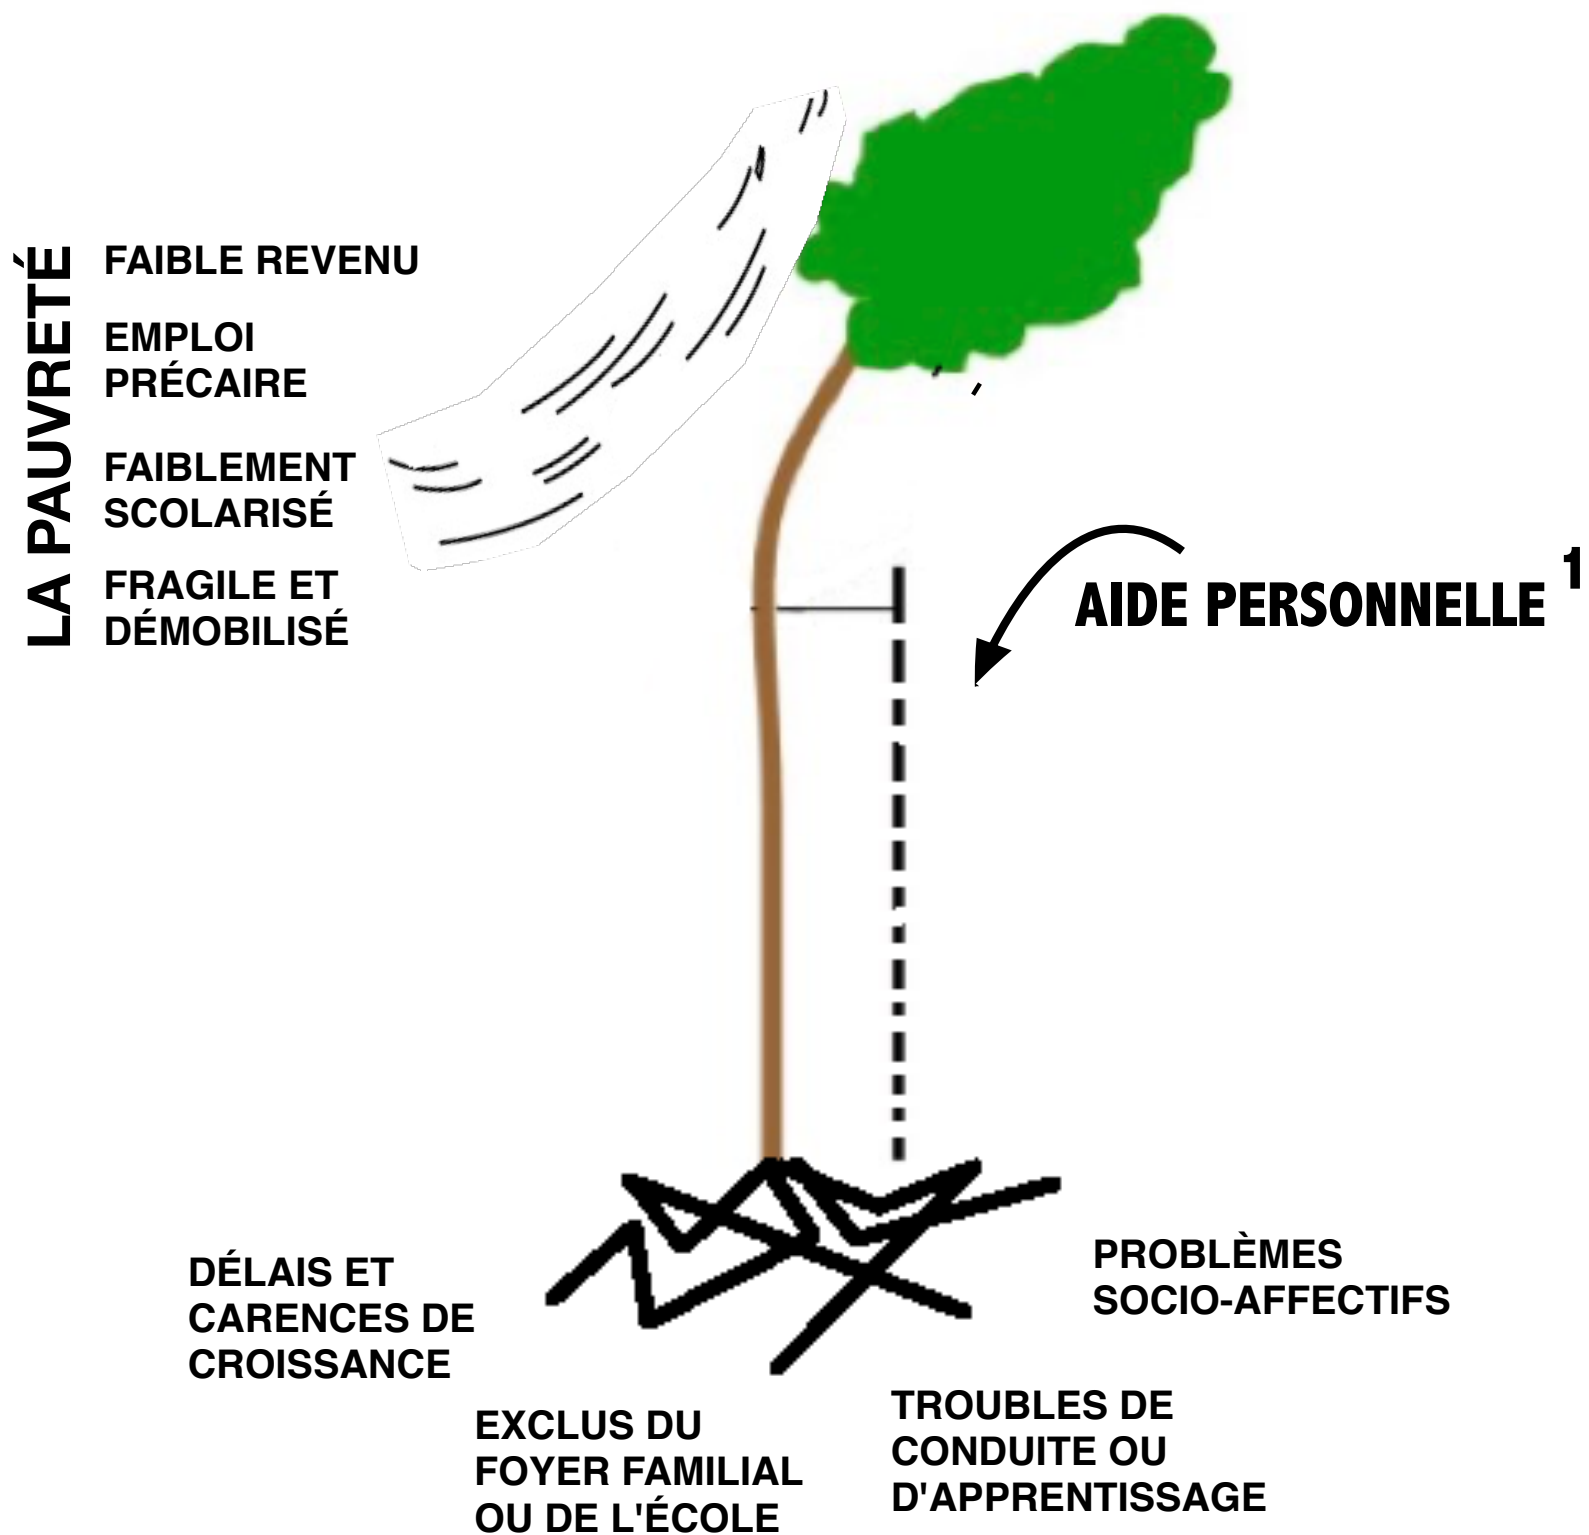 LA PAUVRETÉ
FAIBLE REVENU
EMPLOI
PRÉCAIRE
FAIBLEMENT
SCOLARISÉ
FRAGILE ET
DÉMOBILISÉ
AIDE PERSONNELLE 1
DÉLAIS ET
CARENCES DE
CROISSANCE
EXCLUS DU
FOYER FAMILIAL
OU DE L'ÉCOLE
TROUBLES DE
CONDUITE OU
D'APPRENTISSAGE
PROBLÈMES
SOCIO-AFFECTIFS